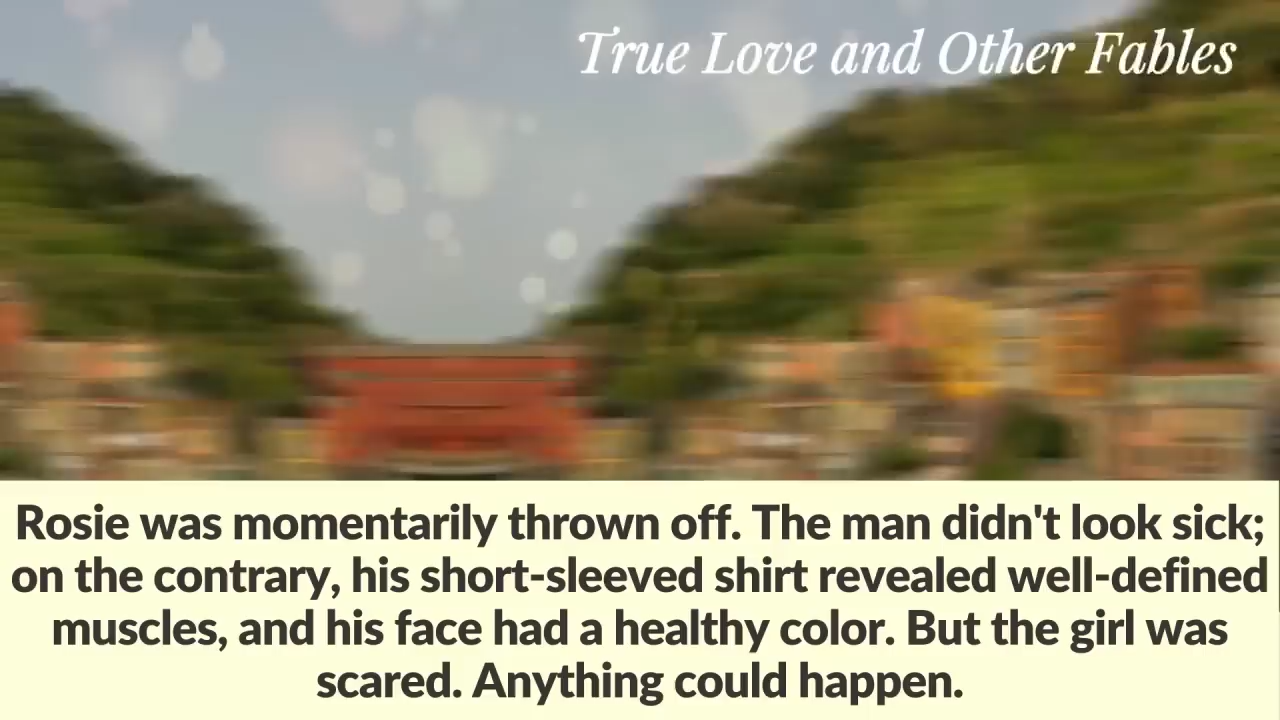 True Love and Other Fables
Rosie was momentarily thrown off. The man didn't look sick;
on the contrary, his short-sleeved shirt revealed well-defined
muscles, and his face had a healthy color. But the girl was
scared. Anything could happen.